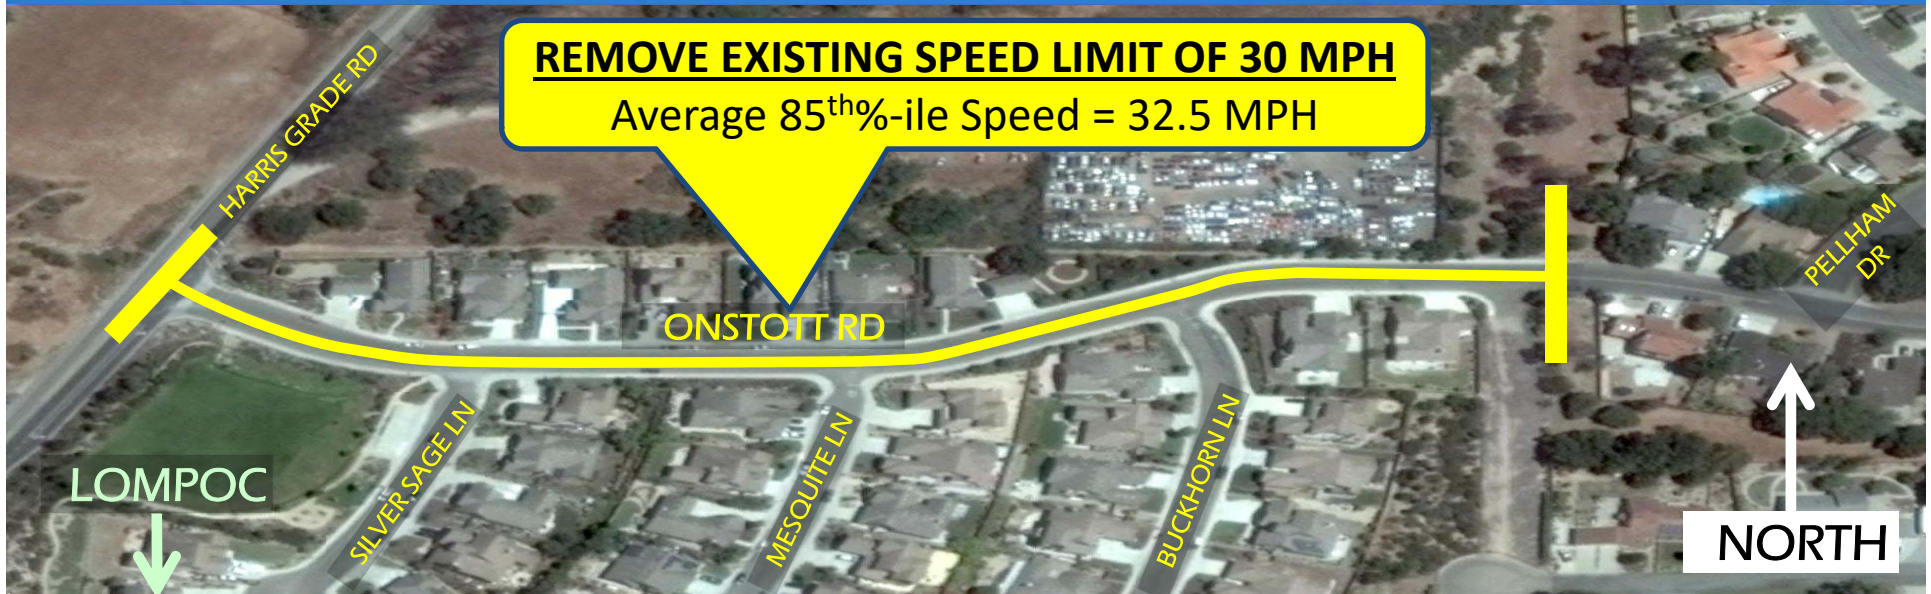 REMOVE EXISTING SPEED LIMIT OF 30 MPH
Average 85th%-ile Speed = 32.5 MPH
HARRIS GRADE RD
PELLHAM
DR
ONSTOTT RD
LOMPOC
SILVER SAGE LN
MESQUITE LN
BUCKHORN LN
NORTH